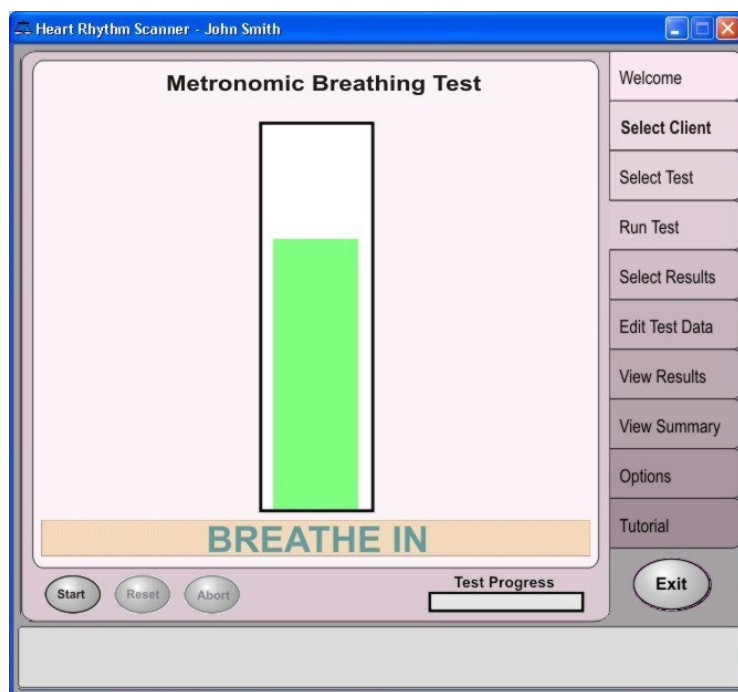 Heart Rhythm Scanner - John Smith
Metronomic Breathing Test
BREATHE IN
Start
Reset
Abort
Test Progress
Welcome
Select Client
Select Test
Run Test
Select Results
Edit Test Data
View Results
View Summary
Options
Tutorial
Exit